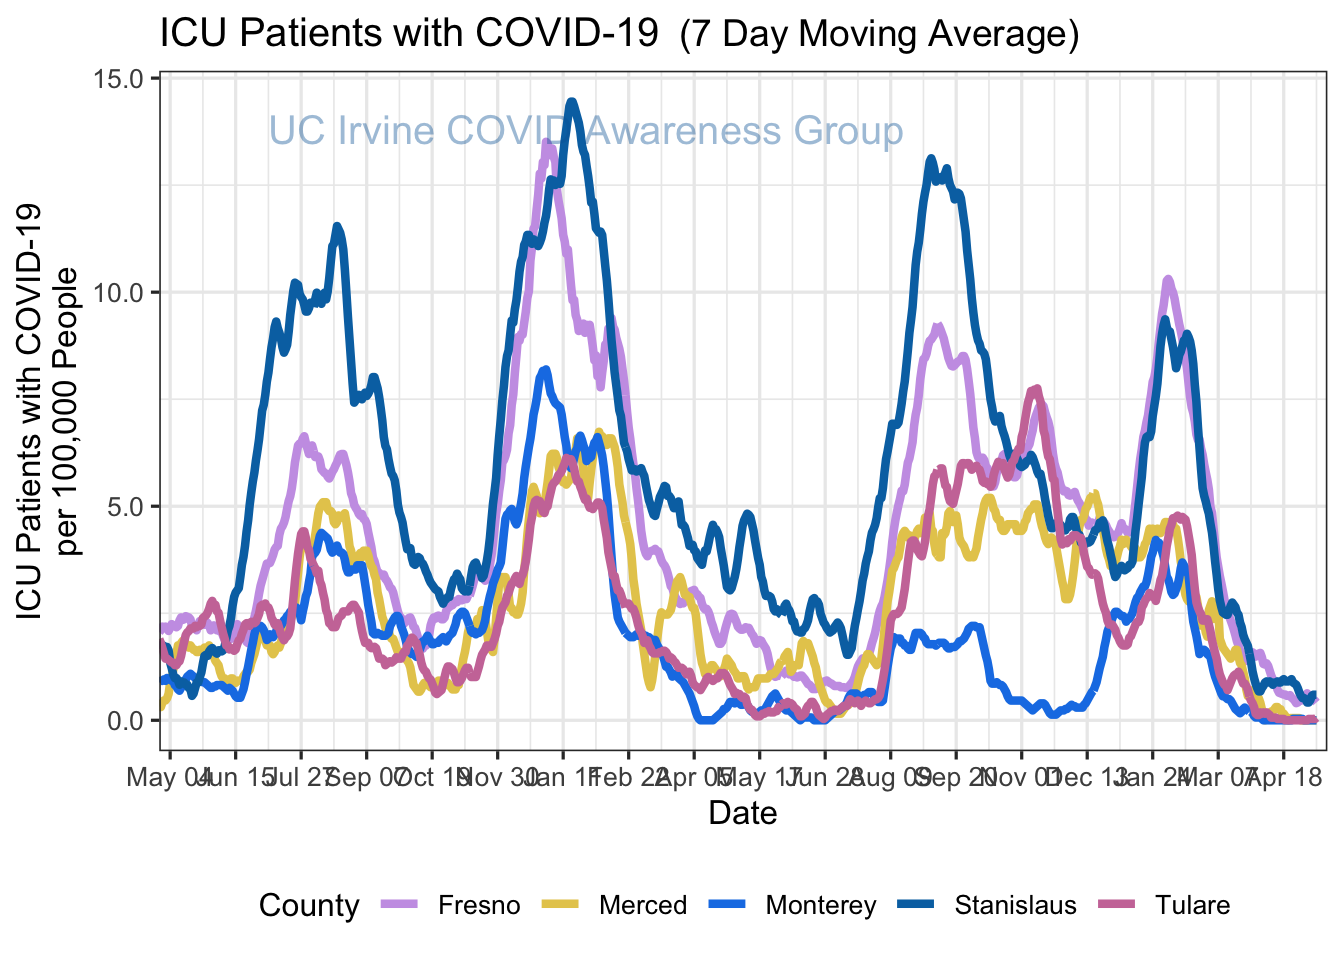 ICU Patients with COVID-19 (7 Day Moving Average)
UC Irvine COVID Awareness Group
ICU Patients with COVID-19
per 100,000 People
15.0
10.0
5.0
0.0
May 04 Jun 15 Jul 27 Sep 07 Oct 19 Nov 30 Jan 11 Feb 22 Apr 05 May 17 Jun 28 Aug 09 Sep 20 Nov 01 Dec 13 Jan 24 Mar 07 Apr 18
Date
County Fresno Merced Monterey Stanislaus Tulare